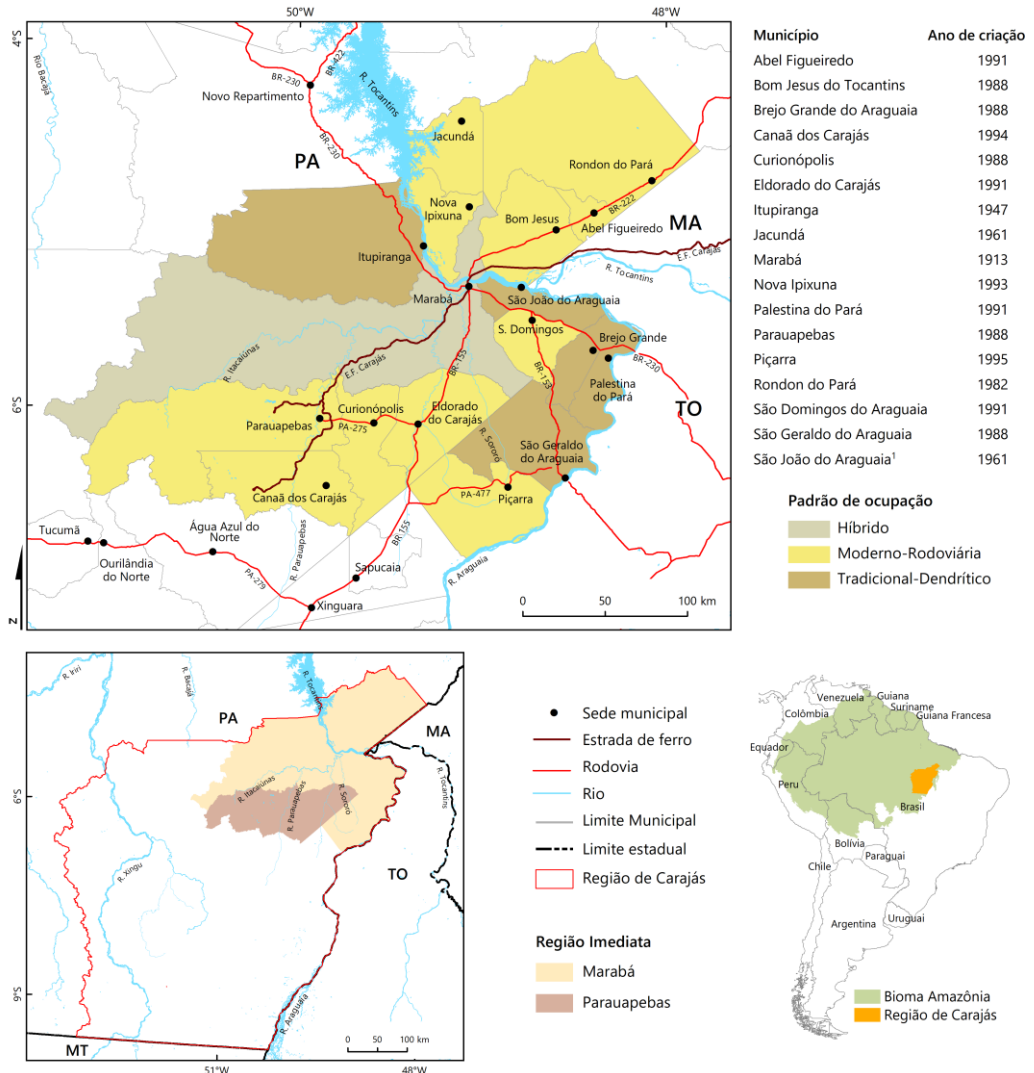 50°W
48°W
4°S
Rio Bacajá
BR-230
BR-422
Novo Repartimento
R. Tocantins
Jacundá
PA
BR-230
Rondon do Pará
Nova
Ipixuna
Bom Jesus
BR-222
Abel Figueiredo
MA
Itupiranga
E.F. Carajás
R. Tocantins
Marabá
São João do Araguaia
S. Domingos
Brejo Grande
R. Itacaiúnas
E.F. Carajás
BR-155
BR-153
BR-230
Palestina
do Pará
TO
6°S
Curionópolis
Eldorado
do Carajás
Parauapebas
PA-275
R. Sororó
São Geraldo
do Araguaia
Canaã dos Carajás
PA-477
Piçarra
Tucumã
Água Azul do
Norte
Ourilândia
do Norte
R. Parauapebas
BR-155
PA-279
Sapucaia
R. Araguaia
Xinguara
0 50 100 km
N
Município Ano de criação
Abel Figueiredo 1991
Bom Jesus do Tocantins 1988
Brejo Grande do Araguaia 1988
Canaã dos Carajás 1994
Curionópolis 1988
Eldorado do Carajás 1991
Itupiranga 1947
Jacundá 1961
Marabá 1913
Nova Ipixuna 1993
Palestina do Pará 1991
Parauapebas 1988
Piçarra 1995
Rondon do Pará 1982
São Domingos do Araguaia 1991
São Geraldo do Araguaia 1988
São João do Araguaia¹ 1961
Padrão de ocupação
Híbrido
Moderno-Rodoviária
Tradicional-Dendrítico
R. Iriri
R. Bacajá
R. Tocantins
PA
MA
R. Tocantins
R. Itacaiúnas
R. Parauapebas
R. Sororó
6°S
R. Xingu
TO
9°S
R. Araguaia
0 50 100 km
MT
51°W
48°W
Sede municipal
Estrada de ferro
Rodovia
Rio
Limite Municipal
Limite estadual
Região de Carajás
Região Imediata
Marabá
Parauapebas
Venezuela
Guiana
Suriname
Guiana Francesa
Colômbia
Equador
Peru
Brasil
Bolívia
Paraguai
Chile
Argentina
Uruguai
Bioma Amazônia
Região de Carajás